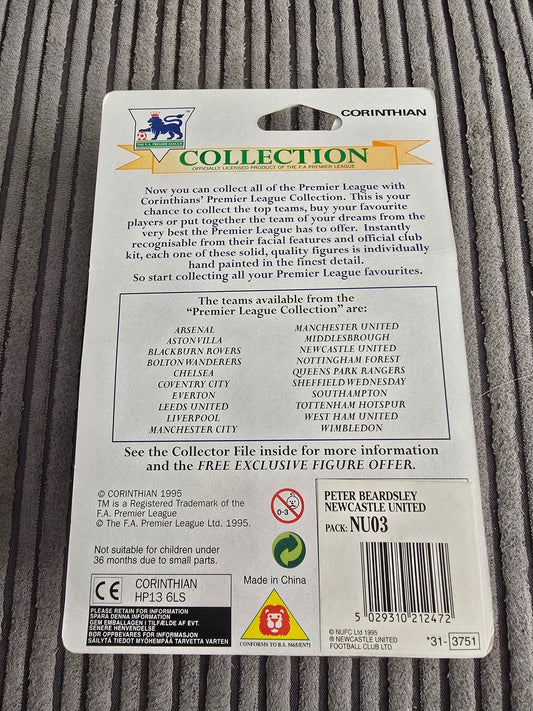 CORINTHIAN
TM
THE F.A. PREMIER LEAGUE
COLLECTION
OFFICIALLY LICENSED PRODUCT OF THE F.A PREMIER LEAGUE
Now you can collect all of the Premier League with
Corinthians' Premier League Collection. This is your
chance to collect the top teams, buy your favourite
players or put together the team of your dreams from the
very best the Premier League has to offer. Instantly
recognisable from their facial features and official club
kit, each one of these solid, quality figures is individually
hand painted in the finest detail.
So start collecting all your Premier League favourites.
The teams available from the
"Premier League Collection" are:
ARSENAL
ASTONVILLA
BLACKBURN ROVERS
BOLTON WANDERERS
CHELSEA
COVENTRY CITY
EVERTON
LEEDS UNITED
LIVERPOOL
MANCHESTER CITY
MANCHESTER UNITED
MIDDLESBROUGH
NEWCASTLE UNITED
NOTTINGHAM FOREST
QUEENS PARK RANGERS
SHEFFIELD WEDNESDAY
SOUTHAMPTON
TOTTENHAM HOTSPUR
WEST HAM UNITED
WIMBLEDON
See the Collector File inside for more information
and the FREE EXCLUSIVE FIGURE OFFER.
© CORINTHIAN 1995
TM is a Registered Trademark of the
F.A. Premier League
© The F.A. Premier League Ltd. 1995.
Not suitable for children under
36 months due to small parts.
CE
CORINTHIAN
HP13 6LS
PLEASE RETAIN FOR INFORMATION
SPARA DENNA INFORMATION
GEM EMBALLAGEN I TILFÆLDE AF EVT.
SENERE HENVENDELSE
BØR OPPEVARES FOR INFORMASJON
SÄILYTÄ TIEDOT MYÖHEMPÄÄ TARVETTA VARTEN
0-3
Made in China
CONFORMS TO B.S. 5665/EN71
PETER BEARDSLEY
NEWCASTLE UNITED
PACK: NU03
5 029310 212472
© NUFC Ltd 1995
® NEWCASTLE UNITED
FOOTBALL CLUB LTD
*31- 3751